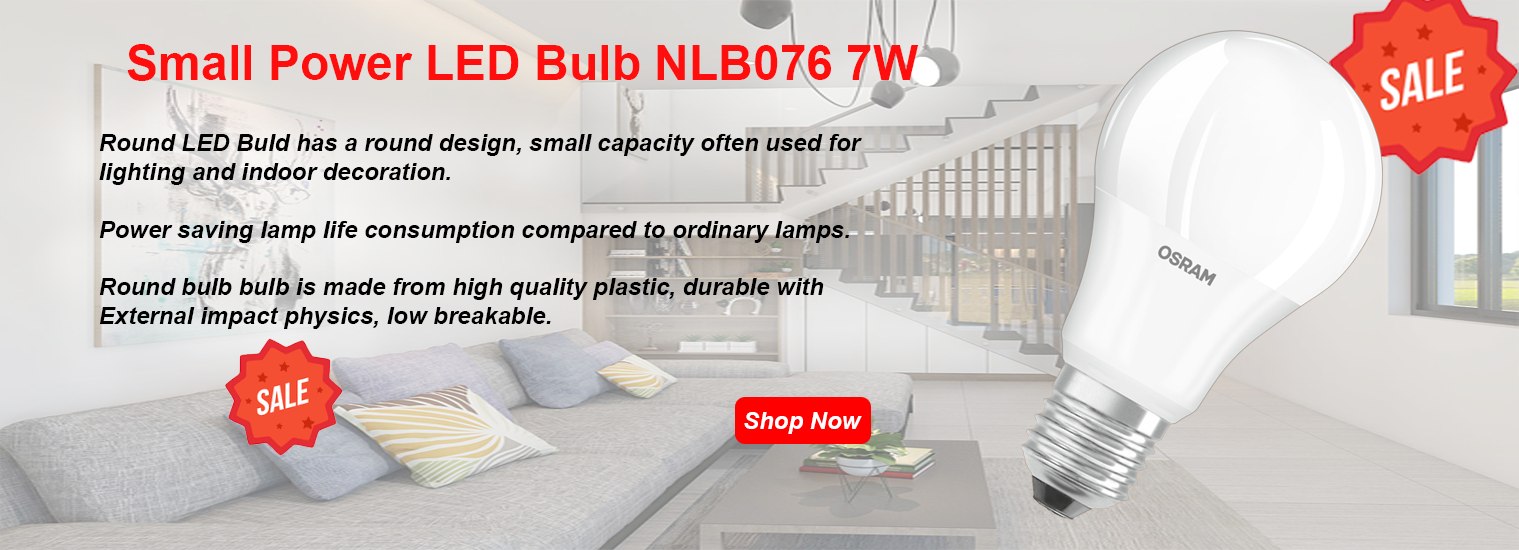 Small Power LED Bulb NLB076 7W
SALE
Round LED Buld has a round design, small capacity often used for
lighting and indoor decoration.
Power saving lamp life consumption compared to ordinary lamps.
OSRAM
Round bulb bulb is made from high quality plastic, durable with
External impact physics, low breakable.
SALE
Shop Now